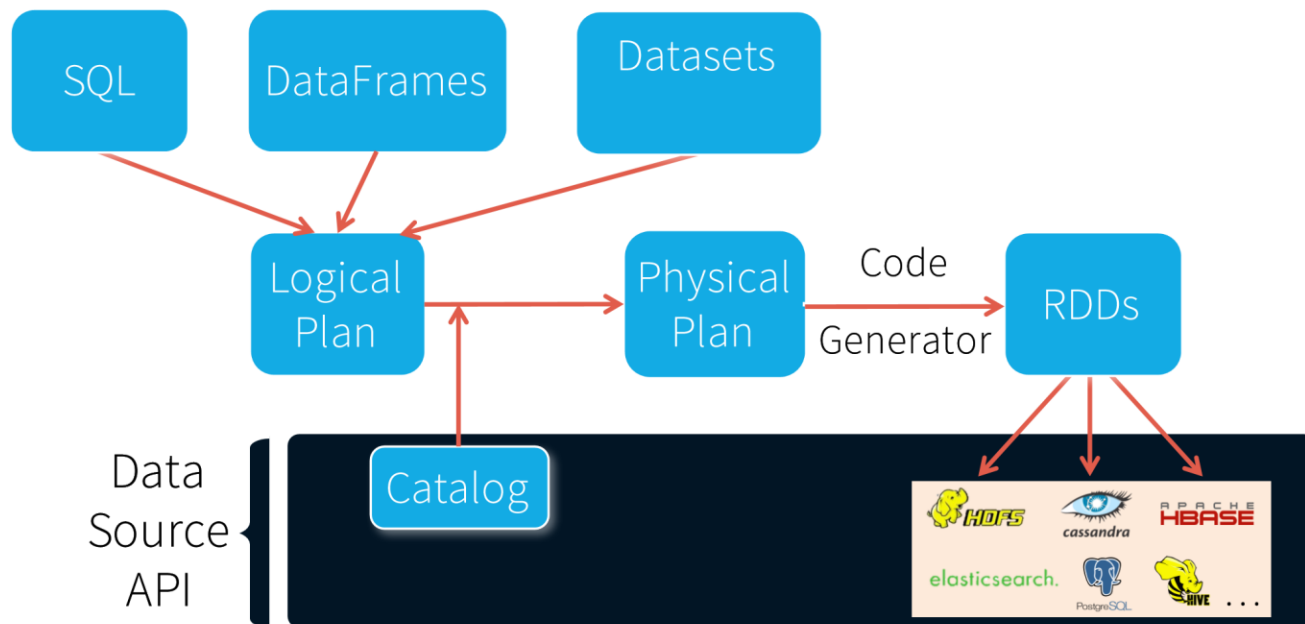 SQL
DataFrames
Datasets
Logical
Plan
Physical
Plan
Code
Generator
RDDs
Data
Source
API
Catalog
HDFS
cassandra
APACHE
HBASE
elasticsearch.
PostgreSQL
HIVE
...